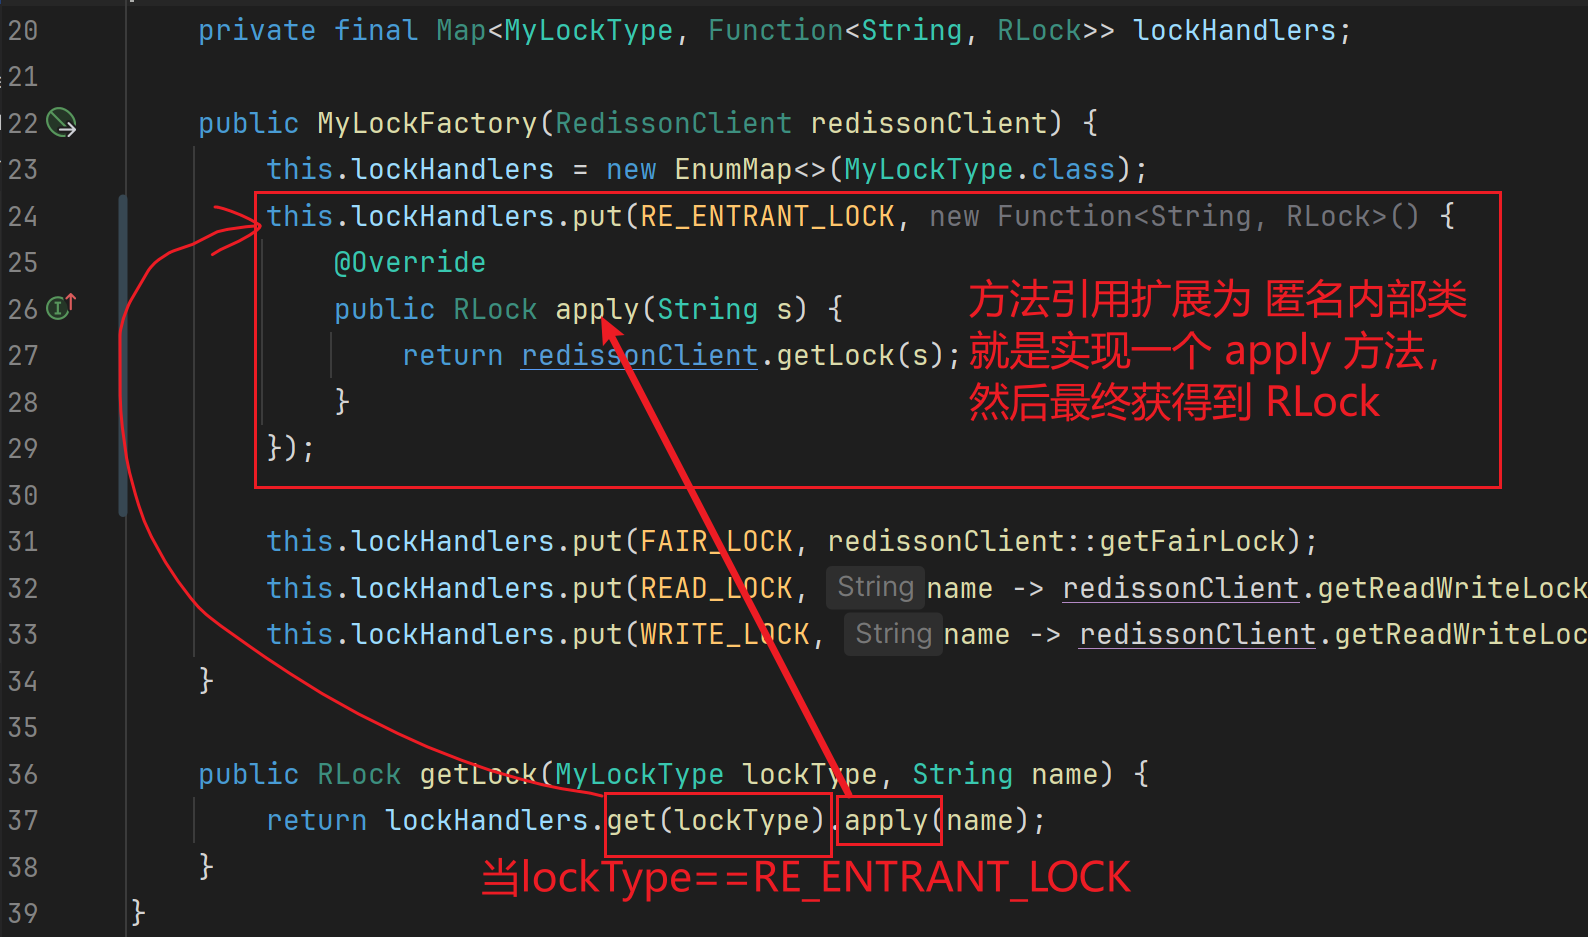 20 private final Map<MyLockType, Function<String, RLock>> lockHandlers;
21
22 public MyLockFactory(RedissonClient redissonClient) {
23 this.lockHandlers = new EnumMap<>(MyLockType.class);
24 this.lockHandlers.put(RE_ENTRANT_LOCK, new Function<String, RLock>() {
25 @Override
26 public RLock apply(String s) {
方法引用扩展为 匿名内部类
27 return redissonClient.getLock(s);
就是实现一个 apply 方法，
28 }
然后最终获得到 RLock
29 });
30
31 this.lockHandlers.put(FAIR_LOCK, redissonClient::getFairLock);
32 this.lockHandlers.put(READ_LOCK, String name -> redissonClient.getReadWriteLock
33 this.lockHandlers.put(WRITE_LOCK, String name -> redissonClient.getReadWriteLoc
34 }
35
36 public RLock getLock(MyLockType lockType, String name) {
37 return lockHandlers.get(lockType).apply(name);
38 }
当lockType==RE_ENTRANT_LOCK
39 }